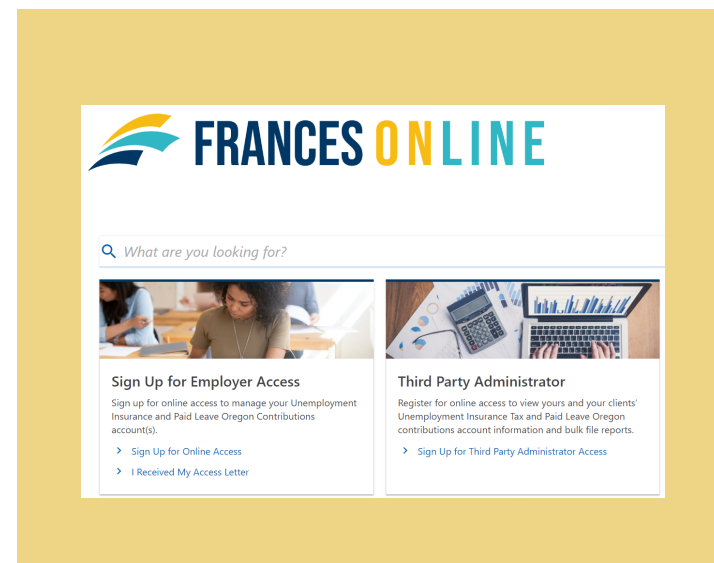 FRANCES ONLINE
What are you looking for?
Sign Up for Employer Access
Sign up for online access to manage your Unemployment
Insurance and Paid Leave Oregon Contributions
account(s).
Sign Up for Online Access
I Received My Access Letter
Third Party Administrator
Register for online access to view yours and your clients'
Unemployment Insurance Tax and Paid Leave Oregon
contributions account information and bulk file reports.
Sign Up for Third Party Administrator Access